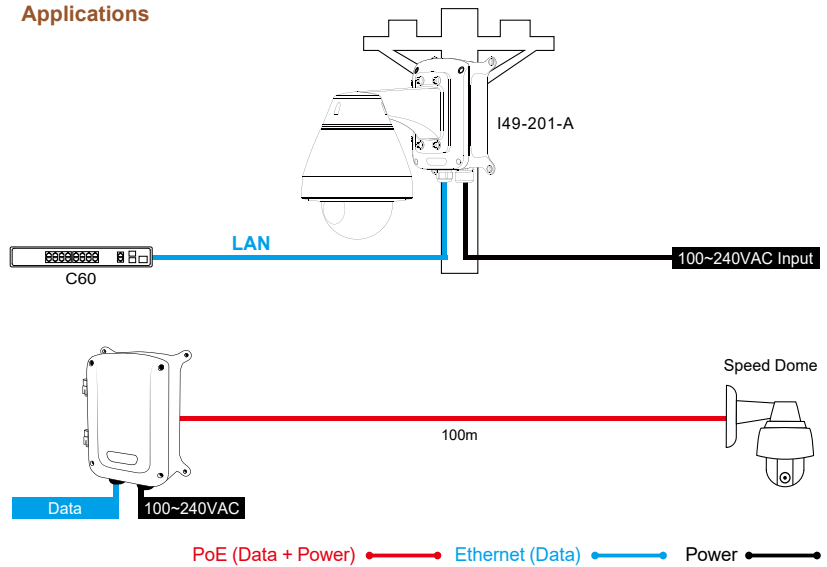 Applications
I49-201-A
LAN
C60
100~240VAC Input
Speed Dome
100m
Data
100~240VAC
PoE (Data + Power)
Ethernet (Data)
Power